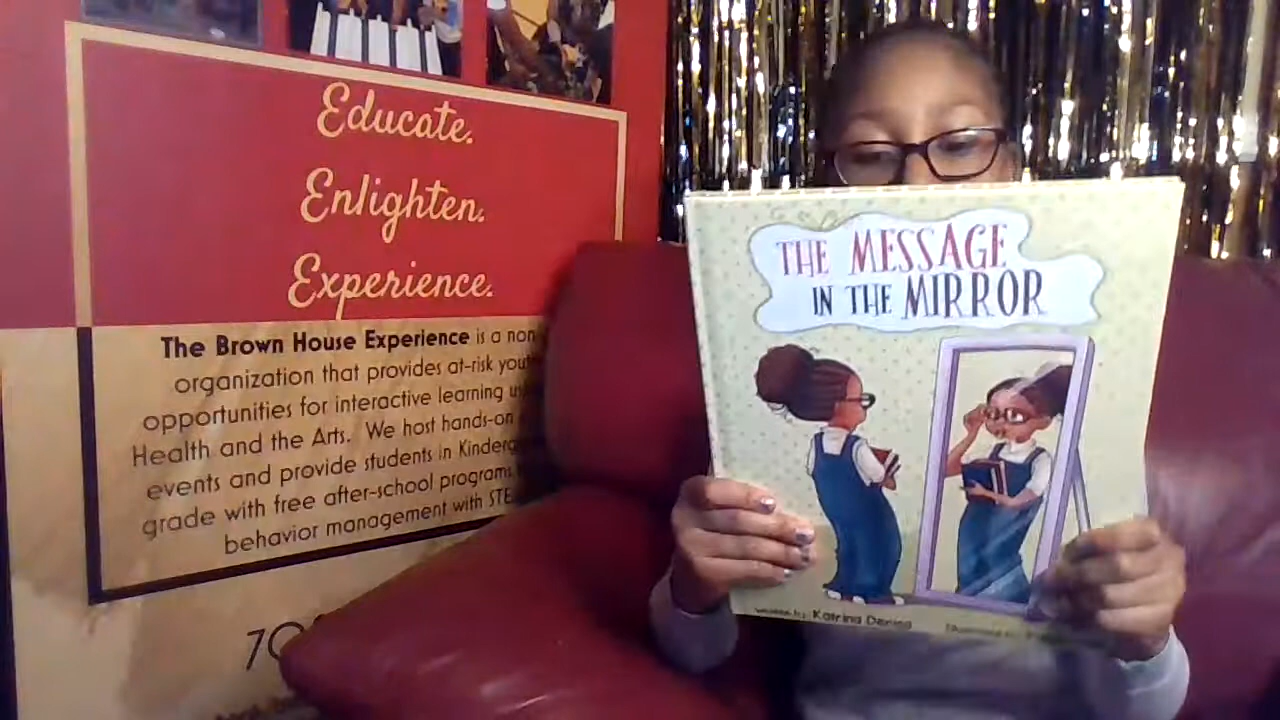 Educate.
Enlighten.
Experience.
The Brown House Experience is a non
organization that provides at-risk
opportunities for interactive learning
Health and the Arts. We host hands-on
events and provide students in
grade with free after-school programs
behavior management with
THE MESSAGE
IN THE MIRROR
written by: Katrina